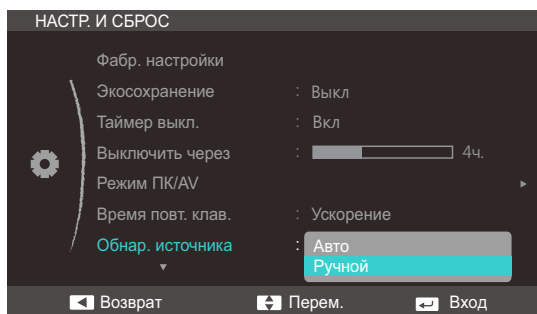 НАСТР. И СБРОС
Фабр. настройки
Экосохранение : Выкл
Таймер выкл. : Вкл
Выключить через : 4ч.
Режим ПК/AV
Время повт. клав. : Ускорение
Обнар. источника : Авто
Ручной
Возврат Перем. Вход